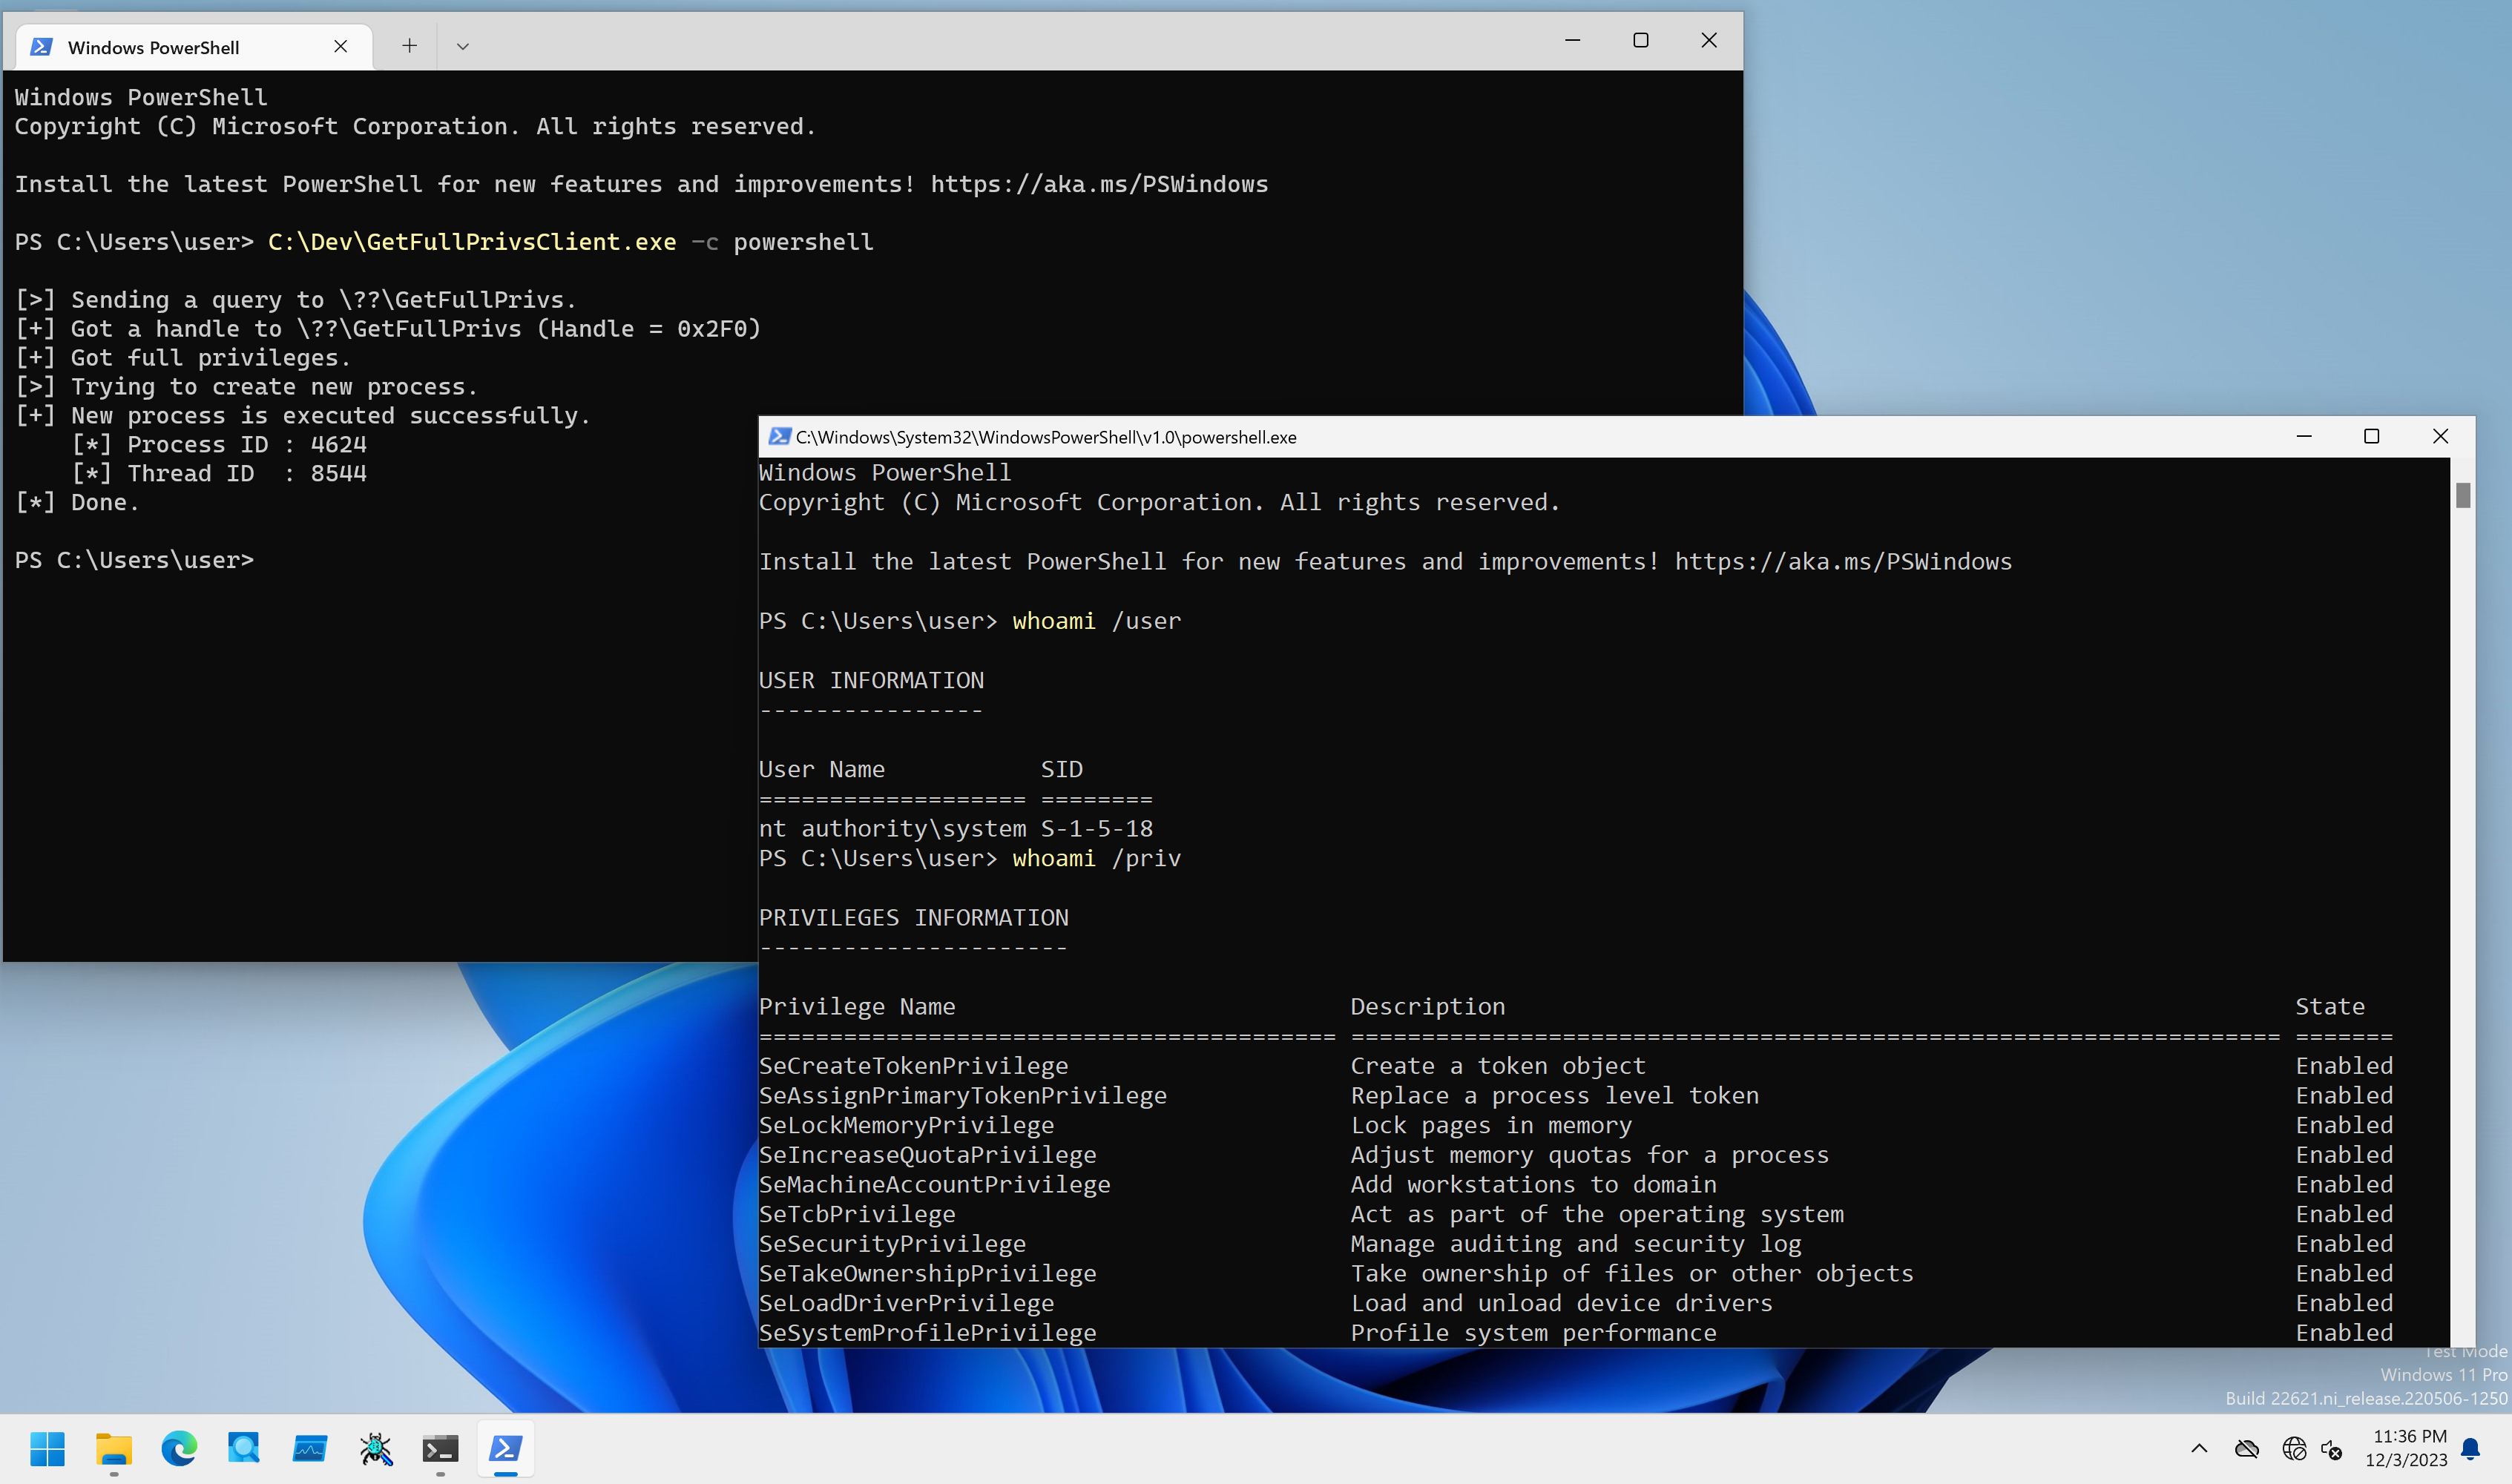 Windows PowerShell
Windows PowerShell
Copyright (C) Microsoft Corporation. All rights reserved.
Install the latest PowerShell for new features and improvements! https://aka.ms/PSWindows
PS C:\Users\user> C:\Dev\GetFullPrivsClient.exe -c powershell
[>] Sending a query to \??\GetFullPrivs.
[+] Got a handle to \??\GetFullPrivs (Handle = 0x2F0)
[+] Got full privileges.
[>] Trying to create new process.
[+] New process is executed successfully.
    [*] Process ID : 4624
    [*] Thread ID  : 8544
[*] Done.
PS C:\Users\user>
C:\Windows\System32\WindowsPowerShell\v1.0\powershell.exe
Windows PowerShell
Copyright (C) Microsoft Corporation. All rights reserved.
Install the latest PowerShell for new features and improvements! https://aka.ms/PSWindows
PS C:\Users\user> whoami /user
USER INFORMATION
----------------
User Name           SID
=================== ========
nt authority\system S-1-5-18
PS C:\Users\user> whoami /priv
PRIVILEGES INFORMATION
----------------------
Privilege Name                            Description                                                        State
========================================= ================================================================== =======
SeCreateTokenPrivilege                    Create a token object                                              Enabled
SeAssignPrimaryTokenPrivilege             Replace a process level token                                      Enabled
SeLockMemoryPrivilege                     Lock pages in memory                                               Enabled
SeIncreaseQuotaPrivilege                  Adjust memory quotas for a process                                 Enabled
SeMachineAccountPrivilege                 Add workstations to domain                                         Enabled
SeTcbPrivilege                            Act as part of the operating system                                Enabled
SeSecurityPrivilege                       Manage auditing and security log                                   Enabled
SeTakeOwnershipPrivilege                  Take ownership of files or other objects                           Enabled
SeLoadDriverPrivilege                     Load and unload device drivers                                     Enabled
SeSystemProfilePrivilege                  Profile system performance                                         Enabled
Test Mode
Windows 11 Pro
Build 22621.ni_release.220506-1250
11:36 PM
12/3/2023